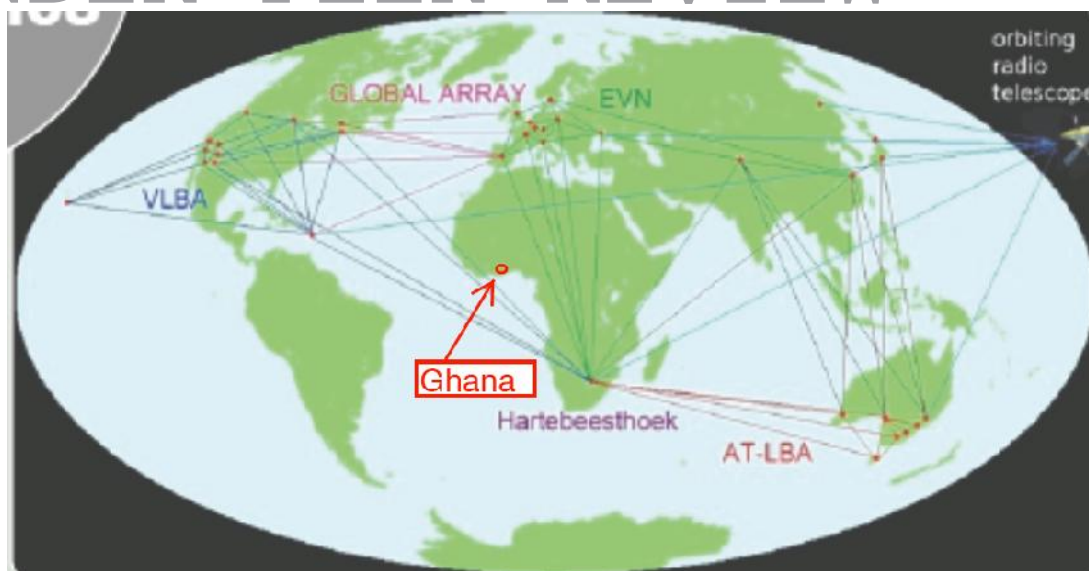 orbiting
radio
telescope
GLOBAL ARRAY
EVN
VLBA
Ghana
Hartebeesthoek
AT-LBA